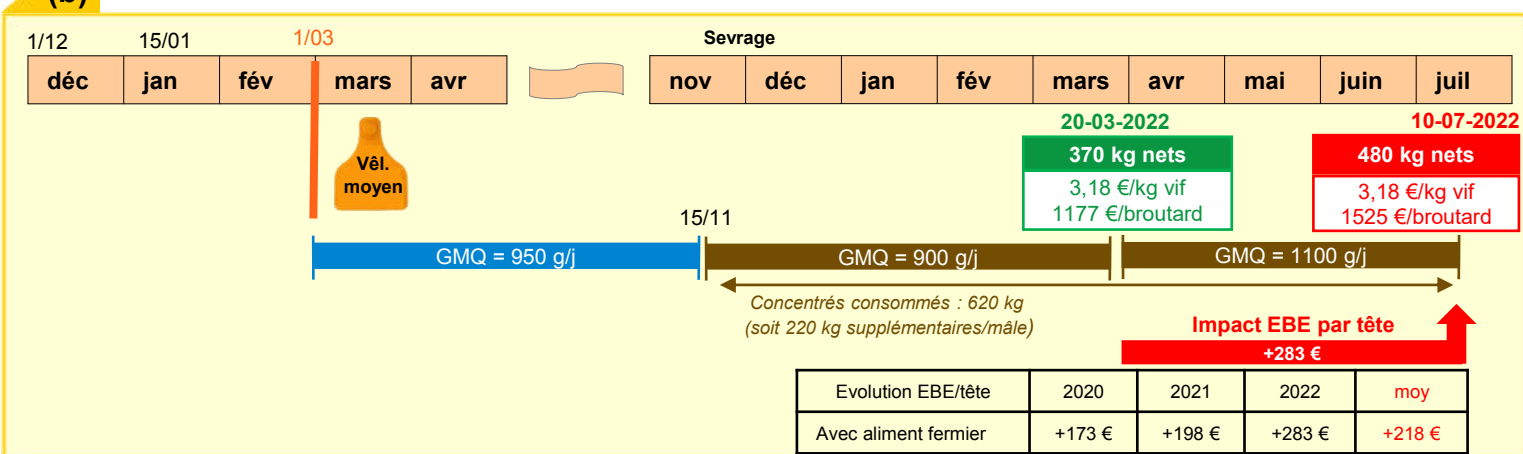 (b)
1/12 15/01 1/03 Sevrage
déc jan fév mars avr nov déc jan fév mars avr mai juin juil
20-03-2022 10-07-2022
370 kg nets 480 kg nets
Vêl.
moyen
3,18 €/kg vif 3,18 €/kg vif
1177 €/broutard 1525 €/broutard
15/11
GMQ = 950 g/j GMQ = 900 g/j GMQ = 1100 g/j
Concentrés consommés : 620 kg
(soit 220 kg supplémentaires/mâle)
Impact EBE par tête
+283 €
Evolution EBE/tête 2020 2021 2022 moy
Avec aliment fermier +173 € +198 € +283 € +218 €